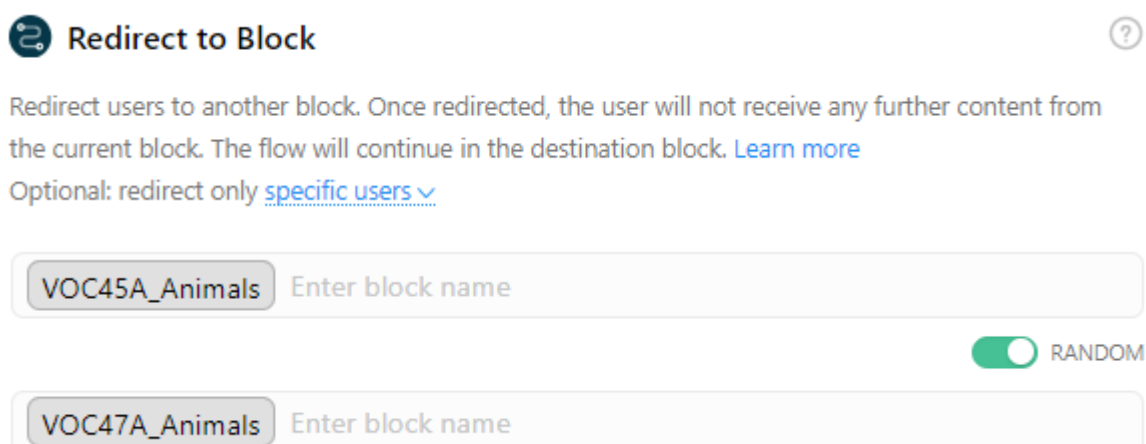 Redirect to Block
?
Redirect users to another block. Once redirected, the user will not receive any further content from
the current block. The flow will continue in the destination block. Learn more
Optional: redirect only specific users
VOC45A_Animals Enter block name
RANDOM
VOC47A_Animals Enter block name